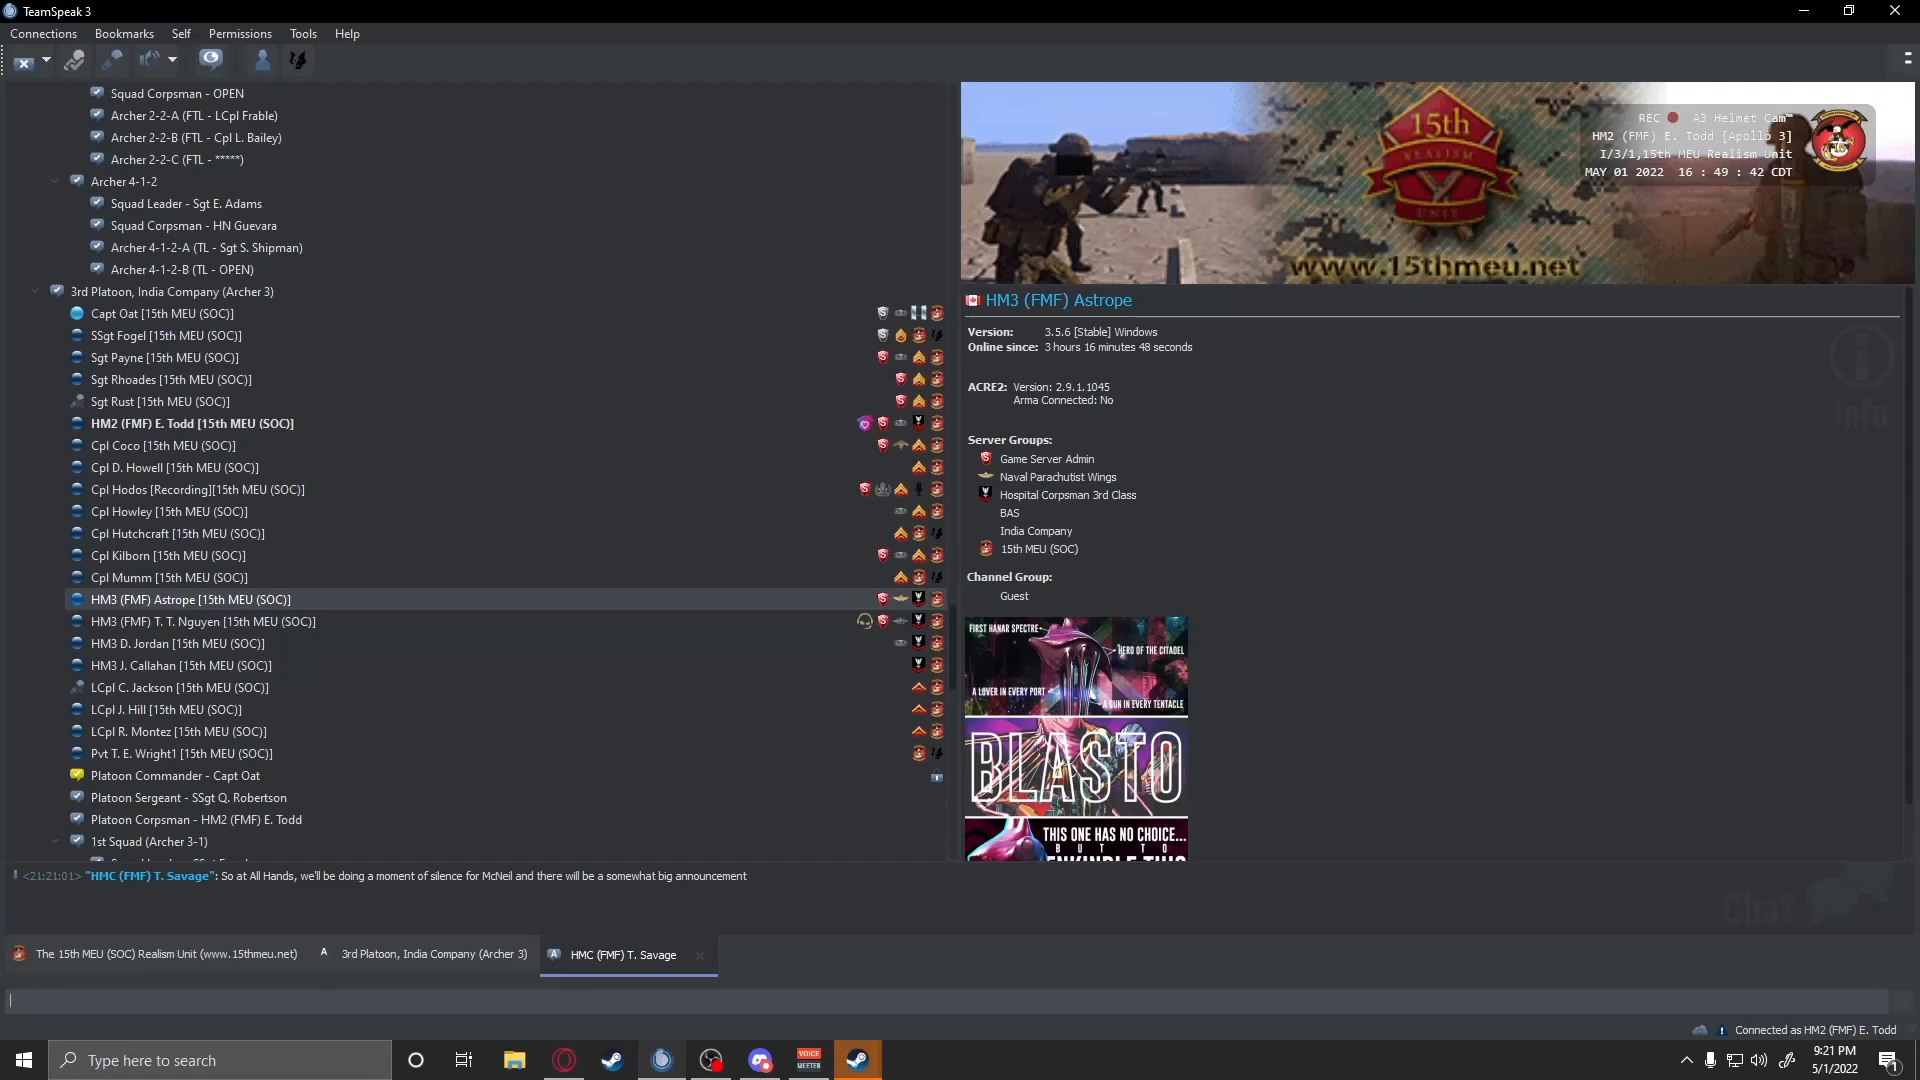 TeamSpeak 3
Connections Bookmarks Self Permissions Tools Help
Squad Corpsman - OPEN
Archer 2-2-A (FTL - LCpl Frable)
Archer 2-2-B (FTL - Cpl L. Bailey)
Archer 2-2-C (FTL - *****)
Archer 4-1-2
Squad Leader - Sgt E. Adams
Squad Corpsman - HN Guevara
Archer 4-1-2-A (TL - Sgt S. Shipman)
Archer 4-1-2-B (TL - OPEN)
3rd Platoon, India Company (Archer 3)
Capt Oat [15th MEU (SOC)]
SSgt Fogel [15th MEU (SOC)]
Sgt Payne [15th MEU (SOC)]
Sgt Rhoades [15th MEU (SOC)]
Sgt Rust [15th MEU (SOC)]
HM2 (FMF) E. Todd [15th MEU (SOC)]
Cpl Coco [15th MEU (SOC)]
Cpl D. Howell [15th MEU (SOC)]
Cpl Hodos [Recording][15th MEU (SOC)]
Cpl Howley [15th MEU (SOC)]
Cpl Hutchcraft [15th MEU (SOC)]
Cpl Kilborn [15th MEU (SOC)]
Cpl Mumm [15th MEU (SOC)]
HM3 (FMF) Astrope [15th MEU (SOC)]
HM3 (FMF) T. T. Nguyen [15th MEU (SOC)]
HM3 D. Jordan [15th MEU (SOC)]
HM3 J. Callahan [15th MEU (SOC)]
LCpl C. Jackson [15th MEU (SOC)]
LCpl J. Hill [15th MEU (SOC)]
LCpl R. Montez [15th MEU (SOC)]
Pvt T. E. Wright1 [15th MEU (SOC)]
Platoon Commander - Capt Oat
Platoon Sergeant - SSgt Q. Robertson
Platoon Corpsman - HM2 (FMF) E. Todd
1st Squad (Archer 3-1)
15th
REALISM
UNIT
www.15thmeu.net
REC A3 Helmet Cam™
HM2 (FMF) E. Todd [Apollo 3]
I/3/1,15th MEU Realism Unit
MAY 01 2022 16 : 49 : 42 CDT
HM3 (FMF) Astrope
Version: 3.5.6 [Stable] Windows
Online since: 3 hours 16 minutes 48 seconds
ACRE2: Version: 2.9.1.1045
Arma Connected: No
Server Groups:
Game Server Admin
Naval Parachutist Wings
Hospital Corpsman 3rd Class
BAS
India Company
15th MEU (SOC)
Channel Group:
Guest
Info
FIRST HANAR SPECTRE
HERO OF THE CITADEL
A LOVER IN EVERY PORT
A GUN IN EVERY TENTACLE
BLASTO
THIS ONE HAS NO CHOICE...
BUT TO
ENKINDLE THIS
<21:21:01> "HMC (FMF) T. Savage": So at All Hands, we'll be doing a moment of silence for McNeil and there will be a somewhat big announcement
Chat
The 15th MEU (SOC) Realism Unit (www.15thmeu.net) A 3rd Platoon, India Company (Archer 3) A HMC (FMF) T. Savage
Connected as HM2 (FMF) E. Todd
Type here to search
VOICE
MEETER
9:21 PM
5/1/2022
1